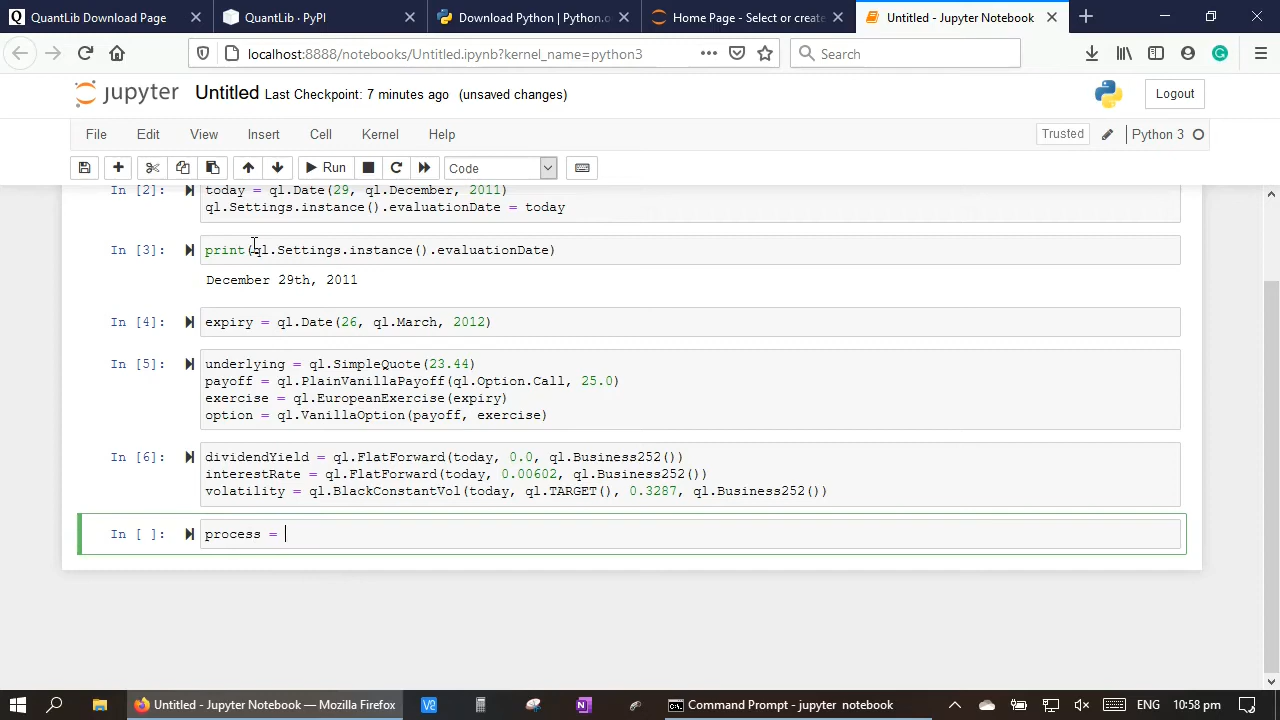 QuantLib Download Page
QuantLib · PyPI
Download Python | Python.o
Home Page - Select or create
Untitled - Jupyter Notebook
localhost:8888/notebooks/Untitled.ipynb?kernel_name=python3
Search
jupyter Untitled Last Checkpoint: 7 minutes ago (unsaved changes)
Logout
File Edit View Insert Cell Kernel Help
Trusted
Python 3
Run
Code
In [2]: today = ql.Date(29, ql.December, 2011)
ql.Settings.instance().evaluationDate = today
In [3]: print(ql.Settings.instance().evaluationDate)
December 29th, 2011
In [4]: expiry = ql.Date(26, ql.March, 2012)
In [5]: underlying = ql.SimpleQuote(23.44)
payoff = ql.PlainVanillaPayoff(ql.Option.Call, 25.0)
exercise = ql.EuropeanExercise(expiry)
option = ql.VanillaOption(payoff, exercise)
In [6]: dividendYield = ql.FlatForward(today, 0.0, ql.Business252())
interestRate = ql.FlatForward(today, 0.00602, ql.Business252())
volatility = ql.BlackConstantVol(today, ql.TARGET(), 0.3287, ql.Business252())
In [ ]: process =
Untitled - Jupyter Notebook — Mozilla Firefox
Command Prompt - jupyter notebook
ENG
10:58 pm